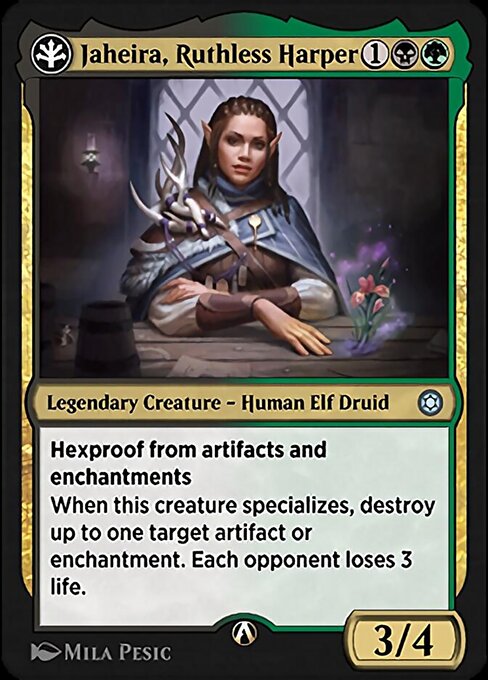 Jaheira, Ruthless Harper 1
Legendary Creature – Human Elf Druid
Hexproof from artifacts and
enchantments
When this creature specializes, destroy
up to one target artifact or
enchantment. Each opponent loses 3
life.
3/4
MILA PESIC